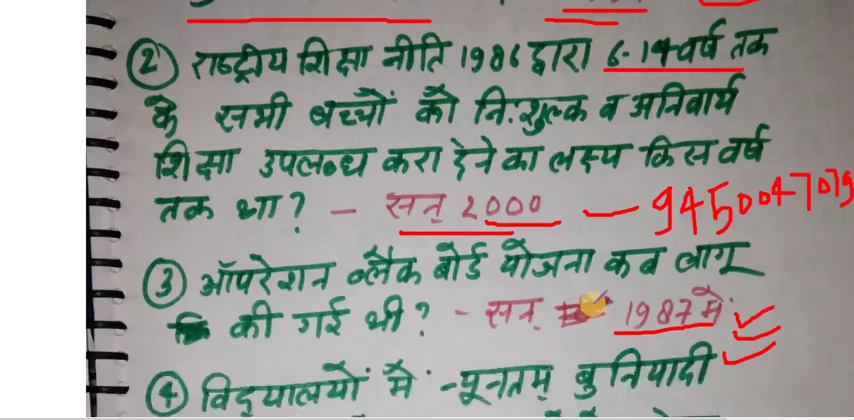 ② राष्ट्रीय शिक्षा नीति 1986 द्वारा 6-14 वर्ष तक
के सभी बच्चों को नि:शुल्क व अनिवार्य
शिक्षा उपलब्ध करा देने का लक्ष्य किस वर्ष
तक था? - सन् 2000 — 9450047079
③ ऑपरेशन ब्लैक बोर्ड योजना कब लागू
की गई थी? - सन् 1987 में
④ विद्यालयों में न्यूनतम् बुनियादी